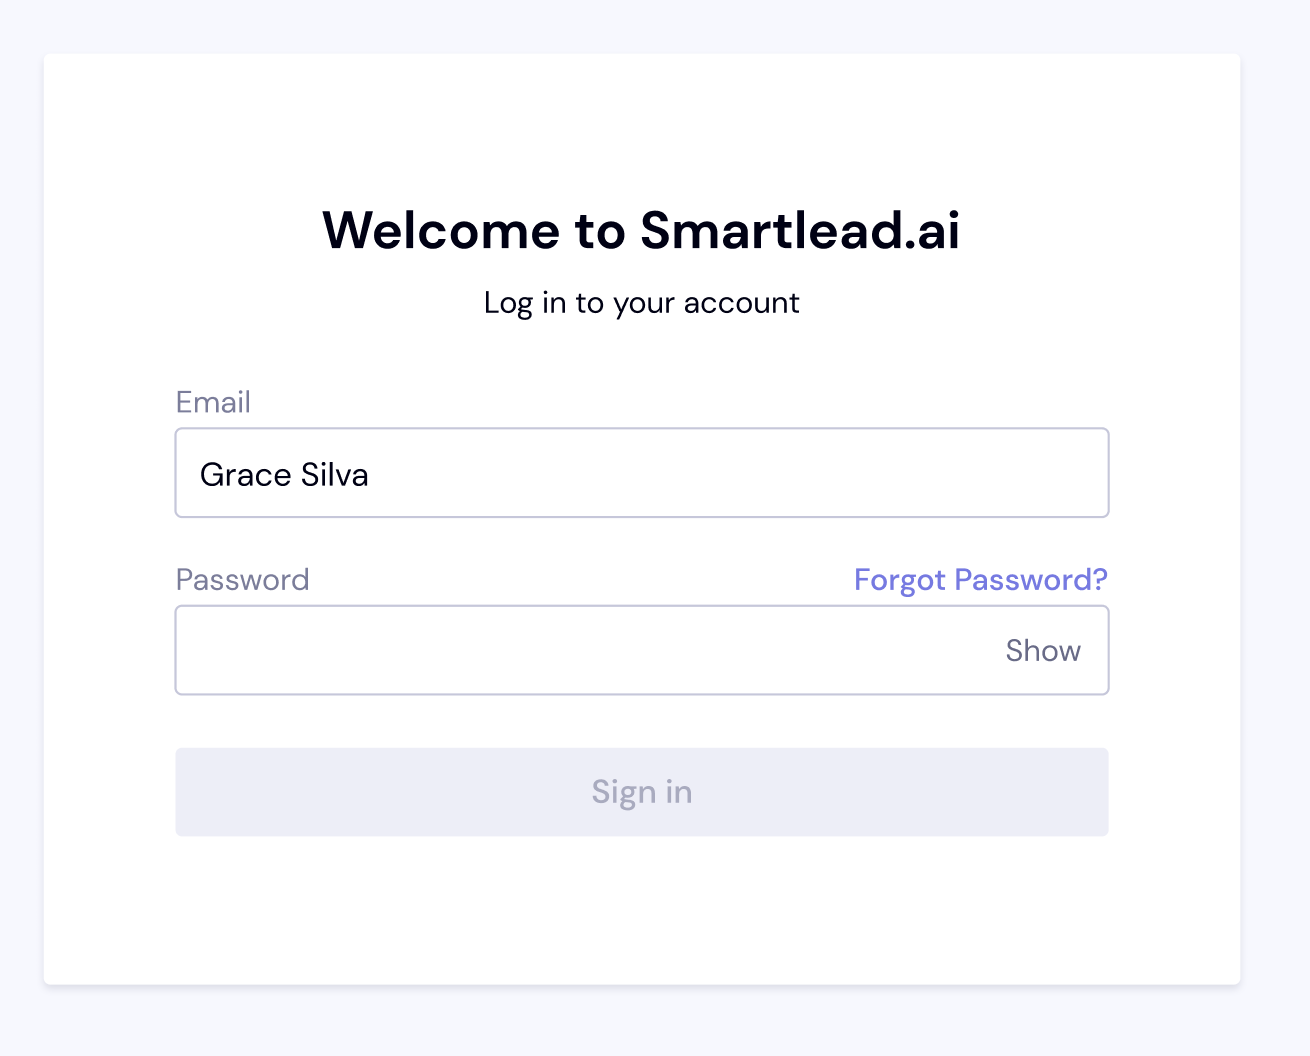 Welcome to Smartlead.ai
Log in to your account
Email
Grace Silva
Password
Forgot Password?
Show
Sign in